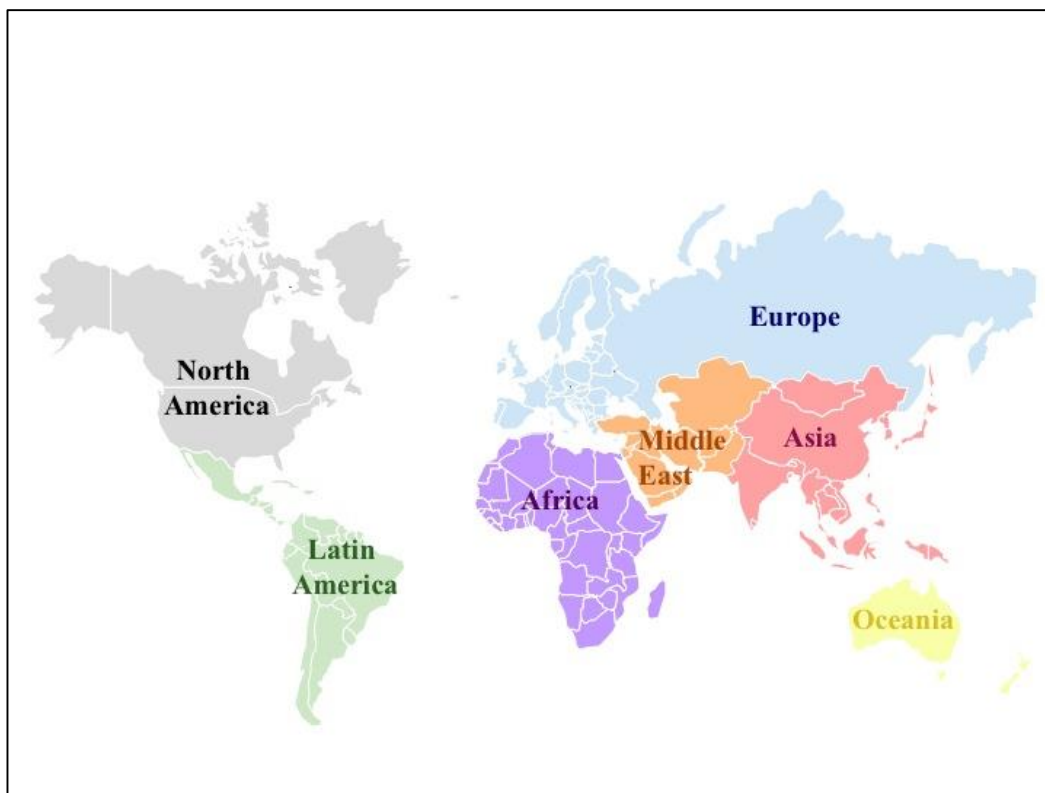 North
America
Latin
America
Europe
Middle
East
Asia
Africa
Oceania